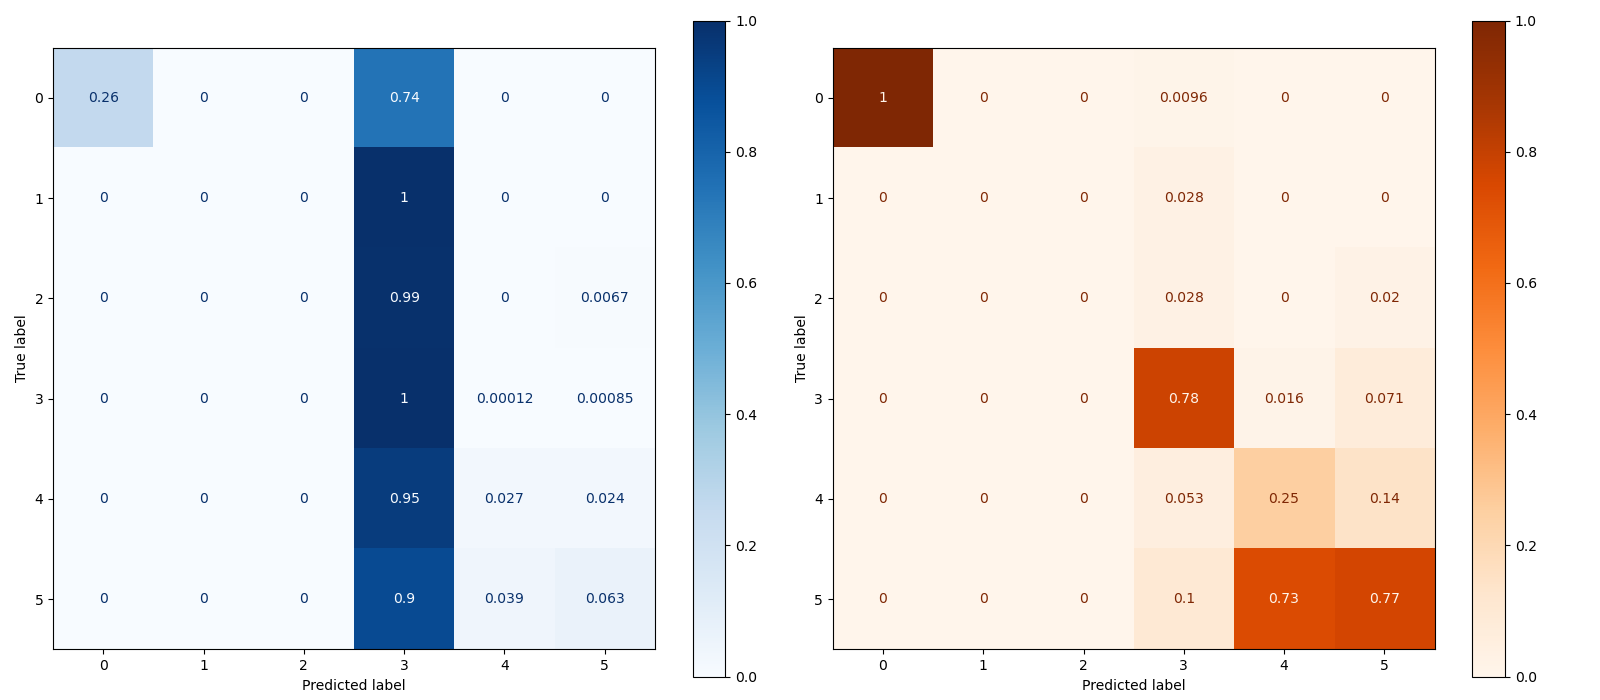 1.0
0.8
0.6
0.4
0.2
0.0
0 0.26 0 0 0.74 0 0
1 0 0 0 1 0 0
2 0 0 0 0.99 0 0.0067
3 0 0 0 1 0.00012 0.00085
4 0 0 0 0.95 0.027 0.024
5 0 0 0 0.9 0.039 0.063
0 1 2 3 4 5
True label
Predicted label
1.0
0.8
0.6
0.4
0.2
0.0
0 1 0 0 0.0096 0 0
1 0 0 0 0.028 0 0
2 0 0 0 0.028 0 0.02
3 0 0 0 0.78 0.016 0.071
4 0 0 0 0.053 0.25 0.14
5 0 0 0 0.1 0.73 0.77
0 1 2 3 4 5
True label
Predicted label